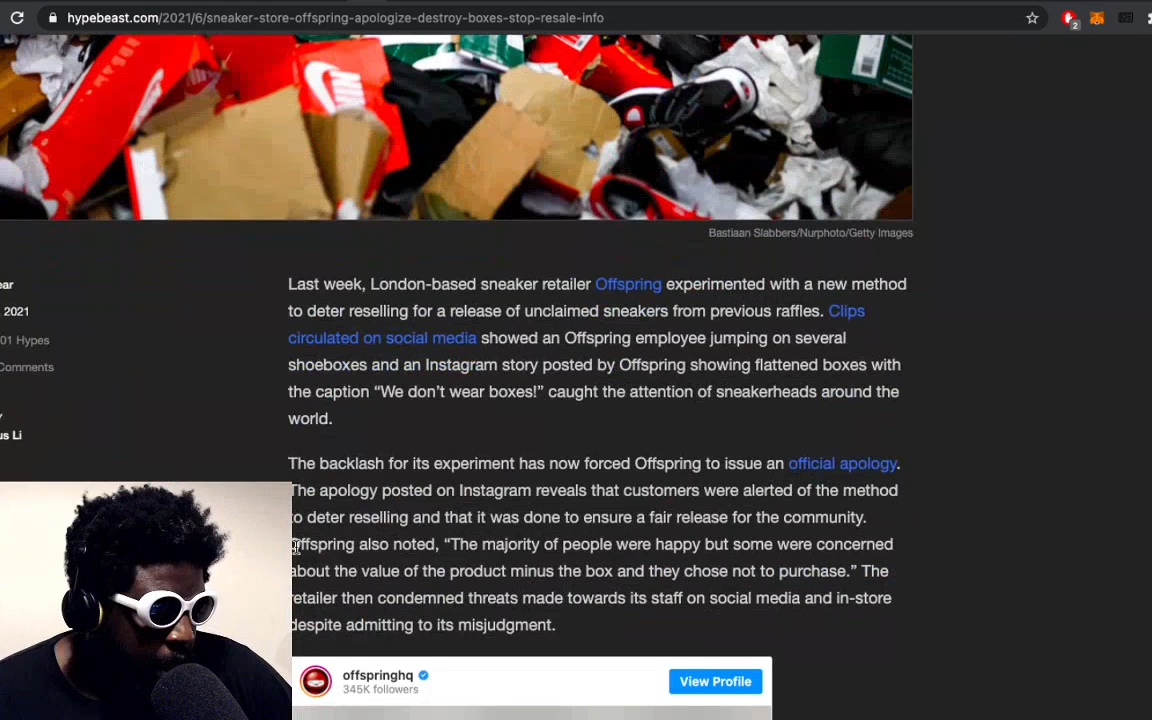 hypebeast.com/2021/6/sneaker-store-offspring-apologize-destroy-boxes-stop-resale-info
2
Bastiaan Slabbers/Nurphoto/Getty Images
Last week, London-based sneaker retailer Offspring experimented with a new method
to deter reselling for a release of unclaimed sneakers from previous raffles. Clips
circulated on social media showed an Offspring employee jumping on several
shoeboxes and an Instagram story posted by Offspring showing flattened boxes with
the caption “We don’t wear boxes!” caught the attention of sneakerheads around the
world.
ear
2021
01 Hypes
Comments
us Li
The backlash for its experiment has now forced Offspring to issue an official apology.
The apology posted on Instagram reveals that customers were alerted of the method
to deter reselling and that it was done to ensure a fair release for the community.
Offspring also noted, “The majority of people were happy but some were concerned
about the value of the product minus the box and they chose not to purchase.” The
retailer then condemned threats made towards its staff on social media and in-store
despite admitting to its misjudgment.
offspringhq
345K followers
View Profile